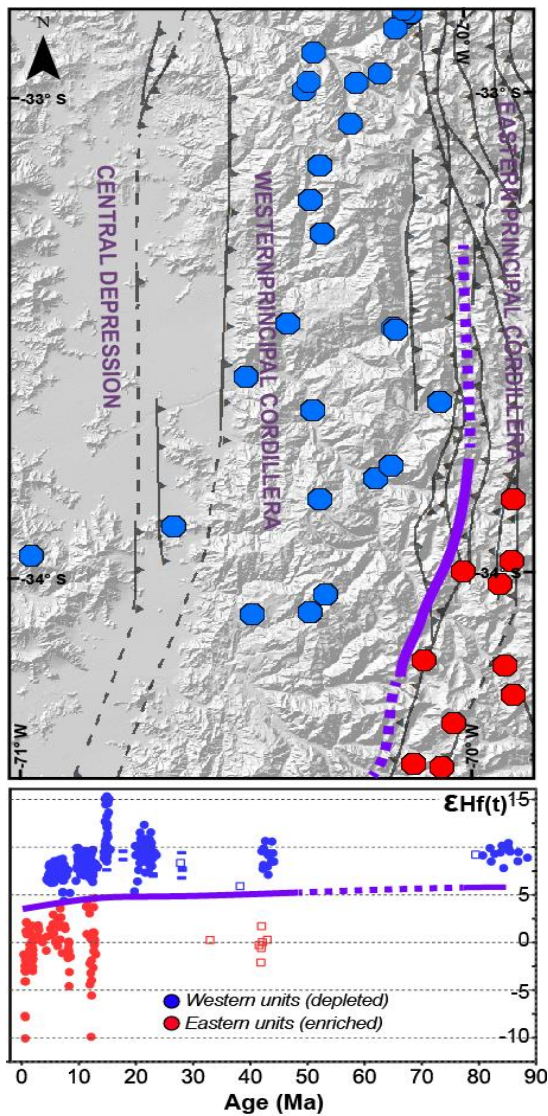 N
70° W
-33° S
-33° S
CENTRAL DEPRESSION
WESTERNPRINCIPAL CORDILLERA
EASTERN PRINCIPAL CORDILLERA
-34° S
-34° S
-71° W
-70° W
εHf(t)
15
5
0
-5
-10
Western units (depleted)
Eastern units (enriched)
0 10 20 30 40 50 60 70 80 90
Age (Ma)